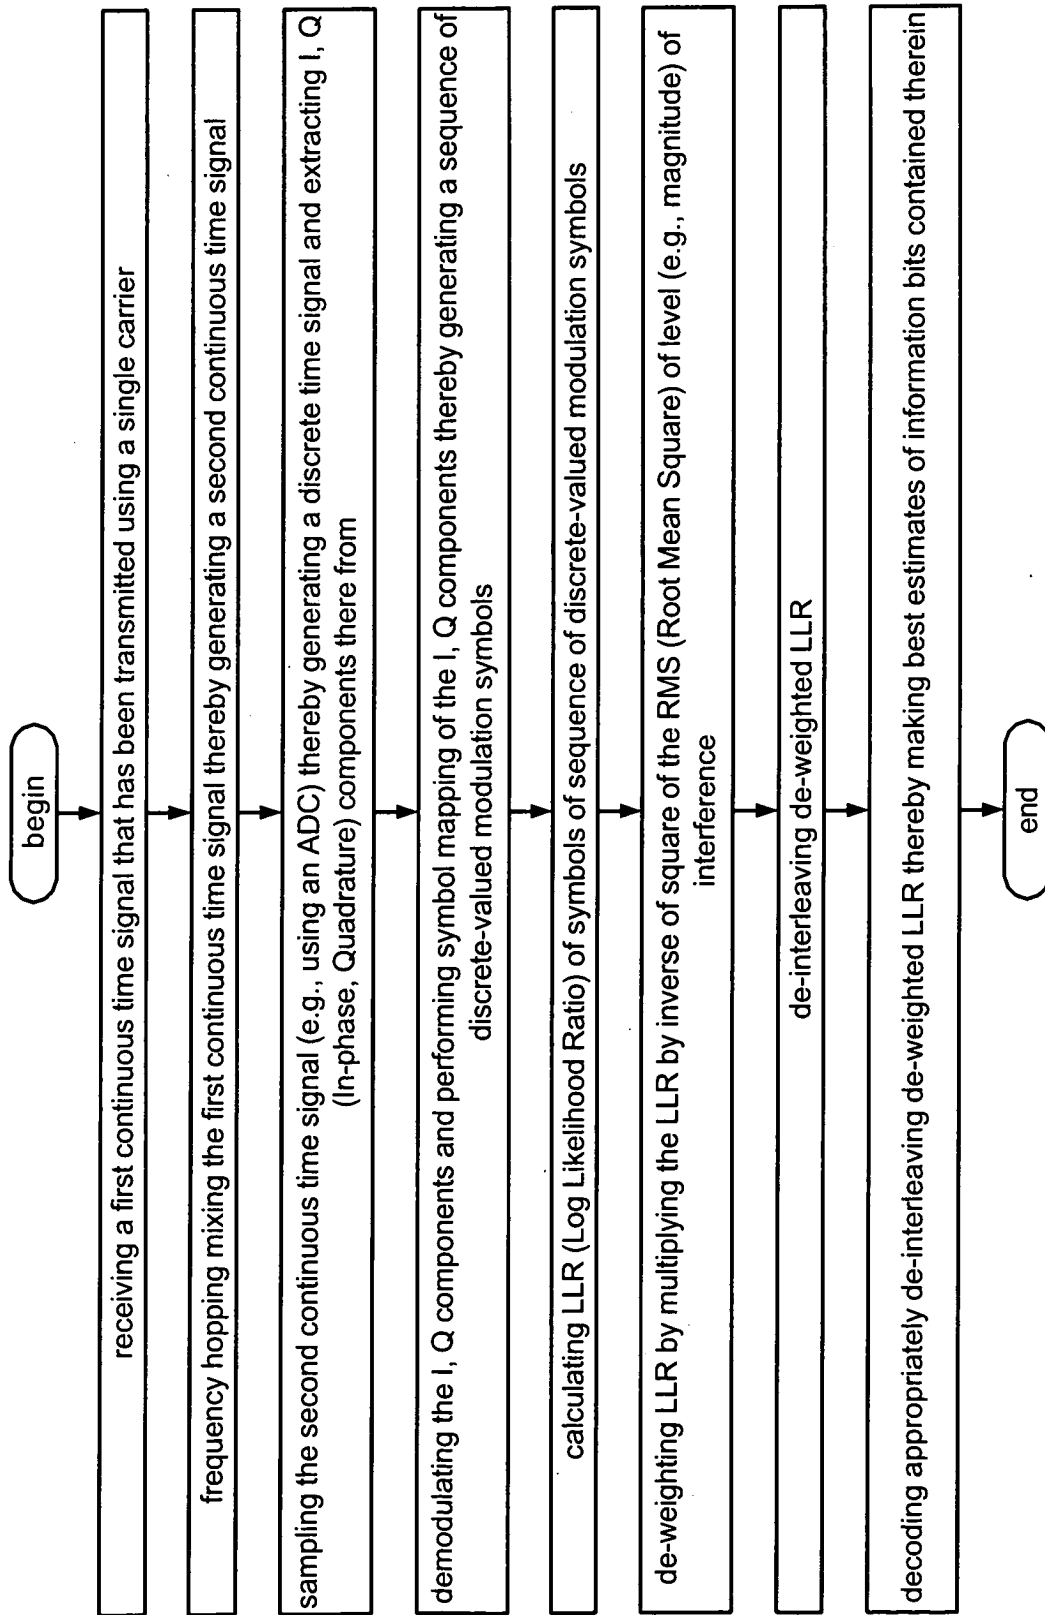 begin
receiving a first continuous time signal that has been transmitted using a single carrier
frequency hopping mixing the first continuous time signal thereby generating a second continuous time signal
sampling the second continuous time signal (e.g., using an ADC) thereby generating a discrete time signal and extracting I, Q
(In-phase, Quadrature) components there from
demodulating the I, Q components and performing symbol mapping of the I, Q components thereby generating a sequence of
discrete-valued modulation symbols
calculating LLR (Log Likelihood Ratio) of symbols of sequence of discrete-valued modulation symbols
de-weighting LLR by multiplying the LLR by inverse of square of the RMS (Root Mean Square) of level (e.g., magnitude) of
interference
de-interleaving de-weighted LLR
decoding appropriately de-interleaving de-weighted LLR thereby making best estimates of information bits contained therein
end